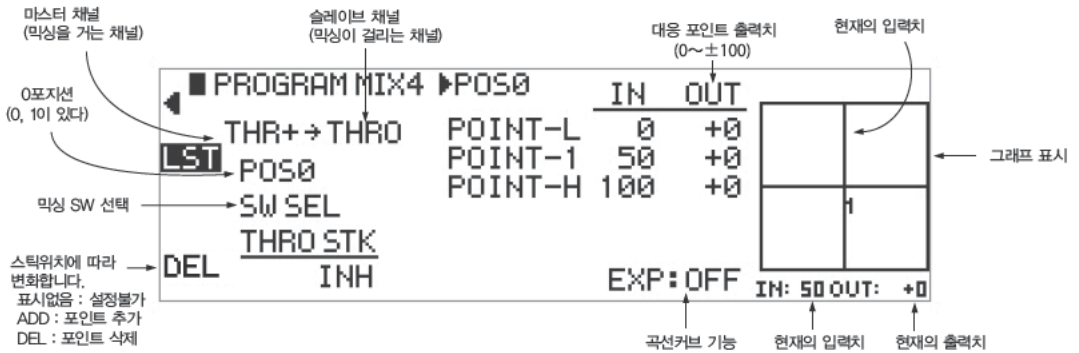 마스터 채널
(믹싱을 거는 채널)
슬레이브 채널
(믹싱이 걸리는 채널)
대응 포인트 출력치
(0～±100)
현재의 입력치
0포지션
(0, 1이 있다)
■ PROGRAM MIX4 ▶POS0
IN OUT
THR+→THRO
POINT-L 0 +0
LST
POINT-1 50 +0
POS0
POINT-H 100 +0
그래프 표시
믹싱 SW 선택
SW SEL
1
THRO STK
스틱위치에 따라
변화합니다.
표시없음 : 설정불가
ADD : 포인트 추가
DEL : 포인트 삭제
DEL
INH
EXP:OFF
IN: 50 OUT: +0
곡선커브 기능
현재의 입력치
현재의 출력치